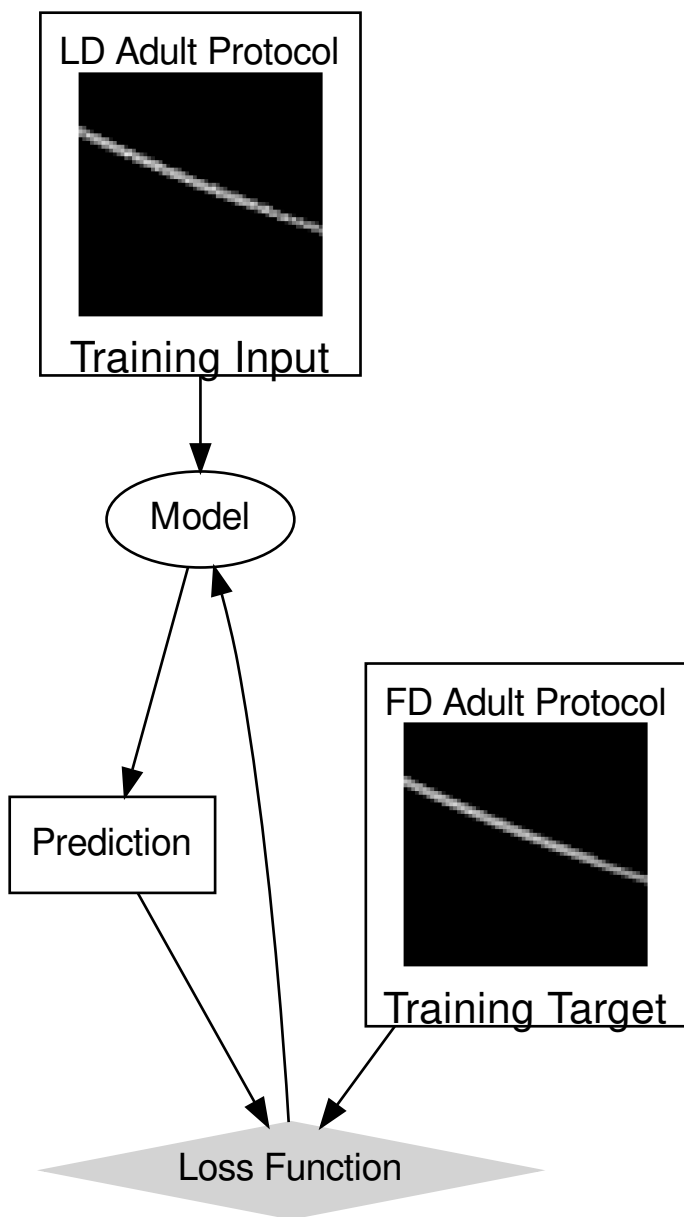 LD Adult Protocol
Training Input
Model
FD Adult Protocol
Prediction
Training Target
Loss Function